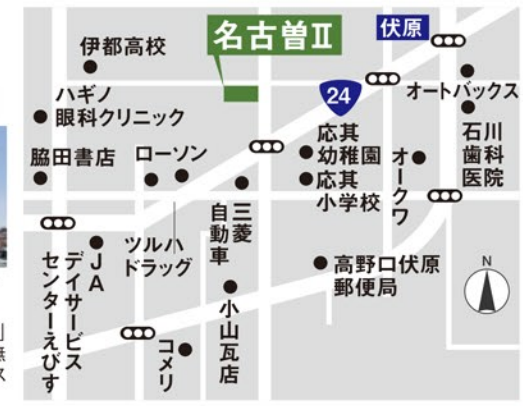 伊都高校
名古曽Ⅱ
伏原
ハギノ
眼科クリニック
24
オートバックス
脇田書店
ローソン
応其
幼稚園
応其
小学校
オークワ
石川
歯科
医院
三菱
自動車
ツルハ
ドラッグ
JA
デイサービス
センターえびす
高野口伏原
郵便局
N
小山瓦店
コメリ